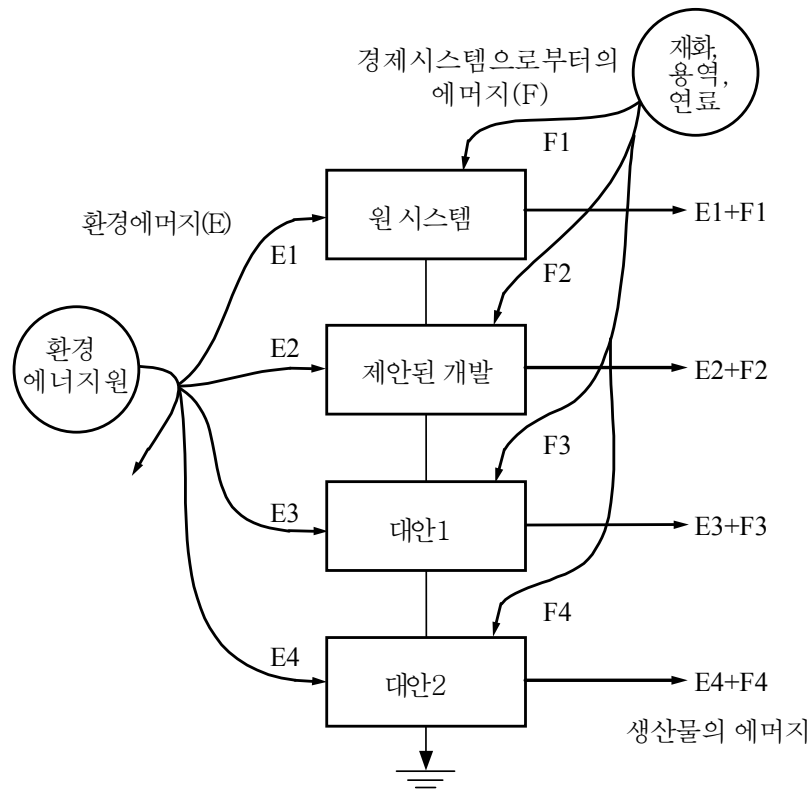 경제시스템으로부터의
에머지(F)
재화,
용역,
연료
F1
환경에머지(E)
E1
원 시스템
E1+F1
F2
환경
에너지원
E2
제안된 개발
E2+F2
F3
E3
대안1
E3+F3
F4
E4
대안2
E4+F4
생산물의 에머지